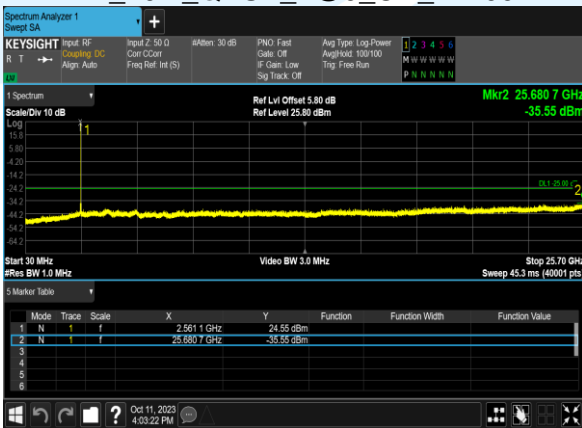 Spectrum Analyzer 1
Swept SA
+
KEYSIGHT
R T
LW
Input: RF
Coupling: DC
Align: Auto
Input Z: 50 Ω
Corr CCorr
Freq Ref: Int (S)
#Atten: 30 dB
PNO: Fast
Gate: Off
IF Gain: Low
Sig Track: Off
Avg Type: Log-Power
Avg|Hold: 100/100
Trig: Free Run
1 2 3 4 5 6
M W W W W W
P N N N N N
1 Spectrum
Scale/Div 10 dB
Ref Lvl Offset 5.80 dB
Ref Level 25.80 dBm
Mkr2 25.680 7 GHz
-35.55 dBm
Log
15.8
5.80
-4.20
-14.2
-24.2
-34.2
-44.2
-54.2
-64.2
1
DL1 -25.00
2
Start 30 MHz
#Res BW 1.0 MHz
Video BW 3.0 MHz
Stop 25.70 GHz
Sweep 45.3 ms (40001 pts
5 Marker Table
Mode Trace Scale X Y Function Function Width Function Value
1 N 1 f 2.561 1 GHz 24.55 dBm
2 N 1 f 25.680 7 GHz -35.55 dBm
3
4
5
6
?
Oct 11, 2023
4:03:22 PM